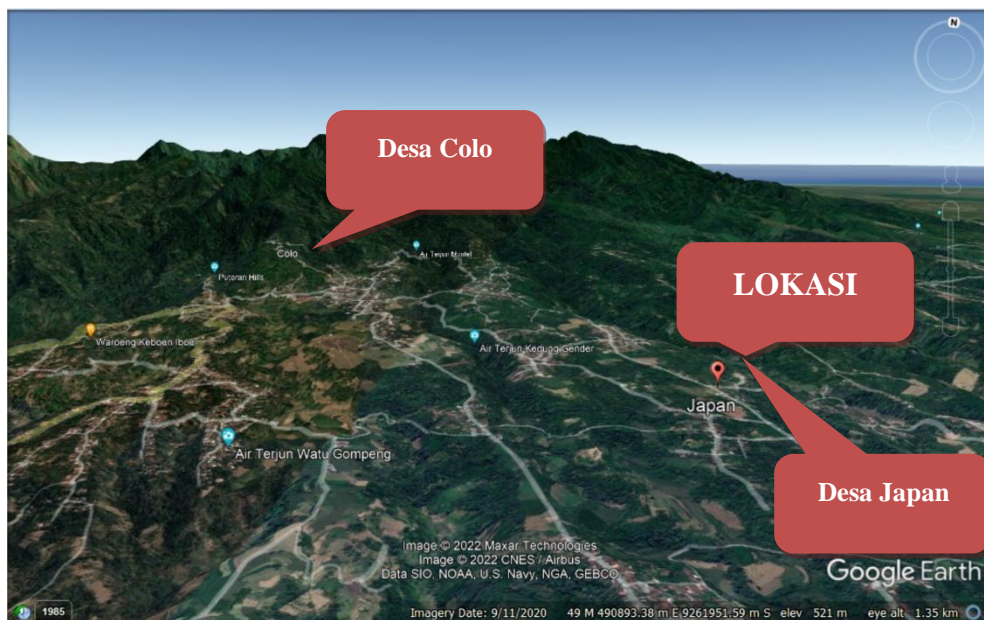 N
Desa Colo
Colo
Air Terjun Montel
Puteran Hills
LOKASI
Waroeng Keboen Iboe
Air Terjun Kedung Gender
Japan
Air Terjun Watu Gompeng
Desa Japan
Image © 2022 Maxar Technologies
Image © 2022 CNES / Airbus
Data SIO, NOAA, U.S. Navy, NGA, GEBCO
Google Earth
1985
Imagery Date: 9/11/2020 49 M 490893.38 m E 9261951.59 m S elev 521 m eye alt 1.35 km